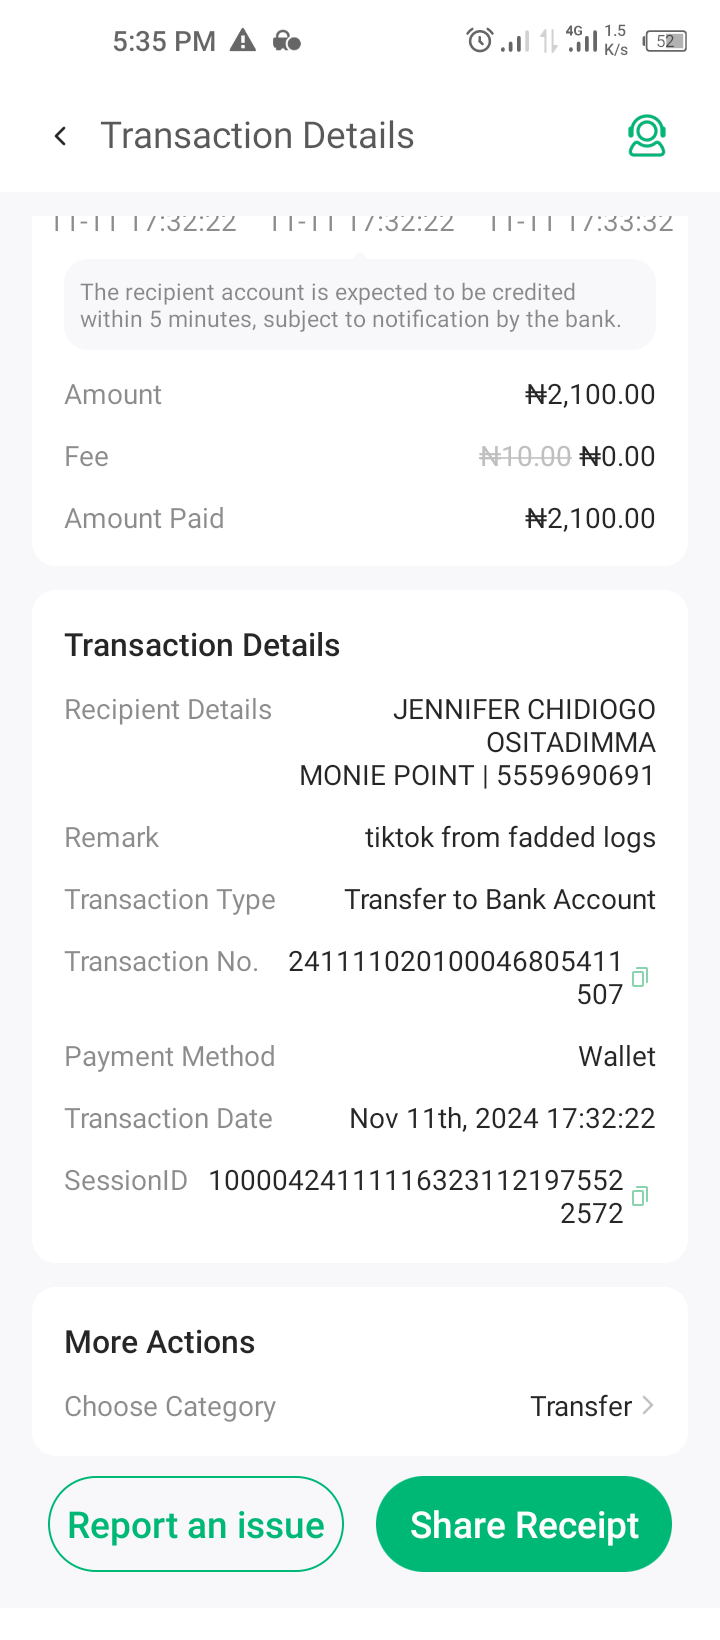 5:35 PM
4G 1.5 K/s 52
Transaction Details
11-11 17:32:22 11-11 17:32:22 11-11 17:33:32
The recipient account is expected to be credited
within 5 minutes, subject to notification by the bank.
Amount ₦2,100.00
Fee ₦10.00 ₦0.00
Amount Paid ₦2,100.00
Transaction Details
Recipient Details JENNIFER CHIDIOGO
OSITADIMMA
MONIE POINT | 5559690691
Remark tiktok from fadded logs
Transaction Type Transfer to Bank Account
Transaction No. 241111020100046805411
507
Payment Method Wallet
Transaction Date Nov 11th, 2024 17:32:22
SessionID 10000424111116323112197552
2572
More Actions
Choose Category Transfer
Report an issue Share Receipt